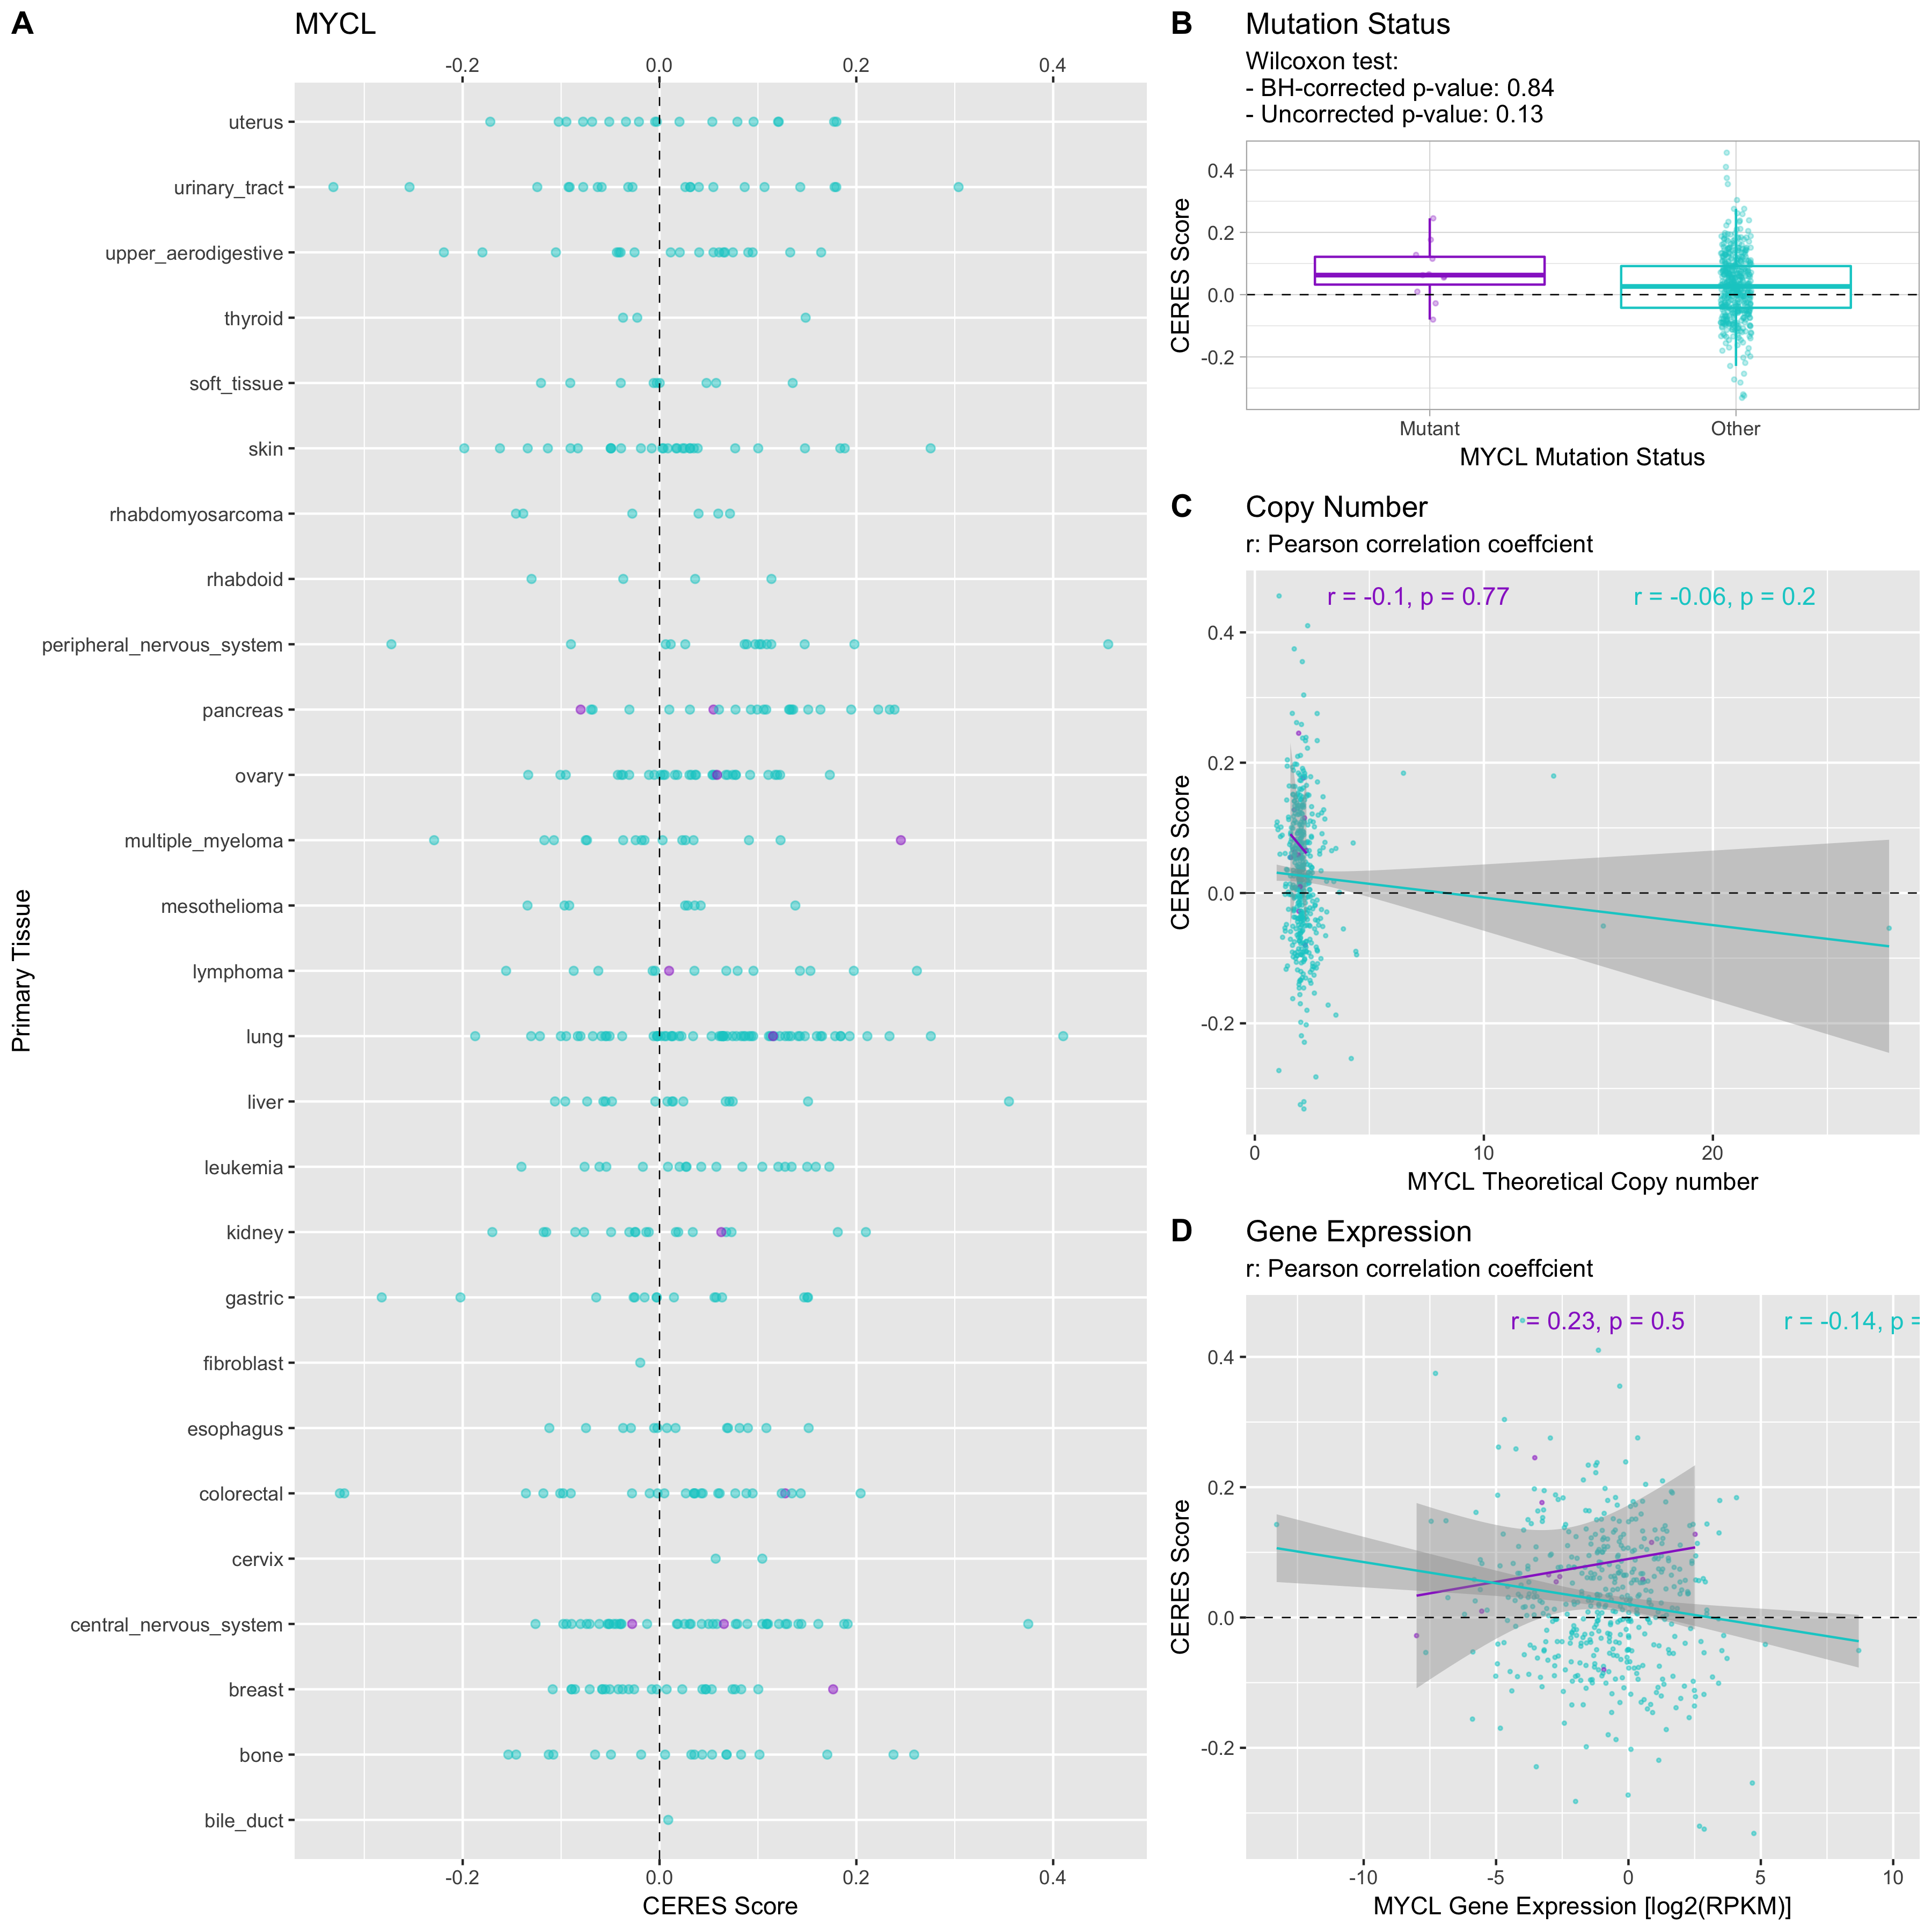 A
MYCL
-0.2 0.0 0.2 0.4
uterus
urinary_tract
upper_aerodigestive
thyroid
soft_tissue
skin
rhabdomyosarcoma
rhabdoid
peripheral_nervous_system
pancreas
ovary
multiple_myeloma
mesothelioma
lymphoma
lung
liver
leukemia
kidney
gastric
fibroblast
esophagus
colorectal
cervix
central_nervous_system
breast
bone
bile_duct
Primary Tissue
-0.2 0.0 0.2 0.4
CERES Score
B
Mutation Status
Wilcoxon test:
- BH-corrected p-value: 0.84
- Uncorrected p-value: 0.13
0.4
0.2
0.0
-0.2
CERES Score
Mutant Other
MYCL Mutation Status
C
Copy Number
r: Pearson correlation coeffcient
r = -0.1, p = 0.77 r = -0.06, p = 0.2
0.4
0.2
0.0
-0.2
CERES Score
0 10 20
MYCL Theoretical Copy number
D
Gene Expression
r: Pearson correlation coeffcient
r = 0.23, p = 0.5 r = -0.14, p =
0.4
0.2
0.0
-0.2
CERES Score
-10 -5 0 5 10
MYCL Gene Expression [log2(RPKM)]